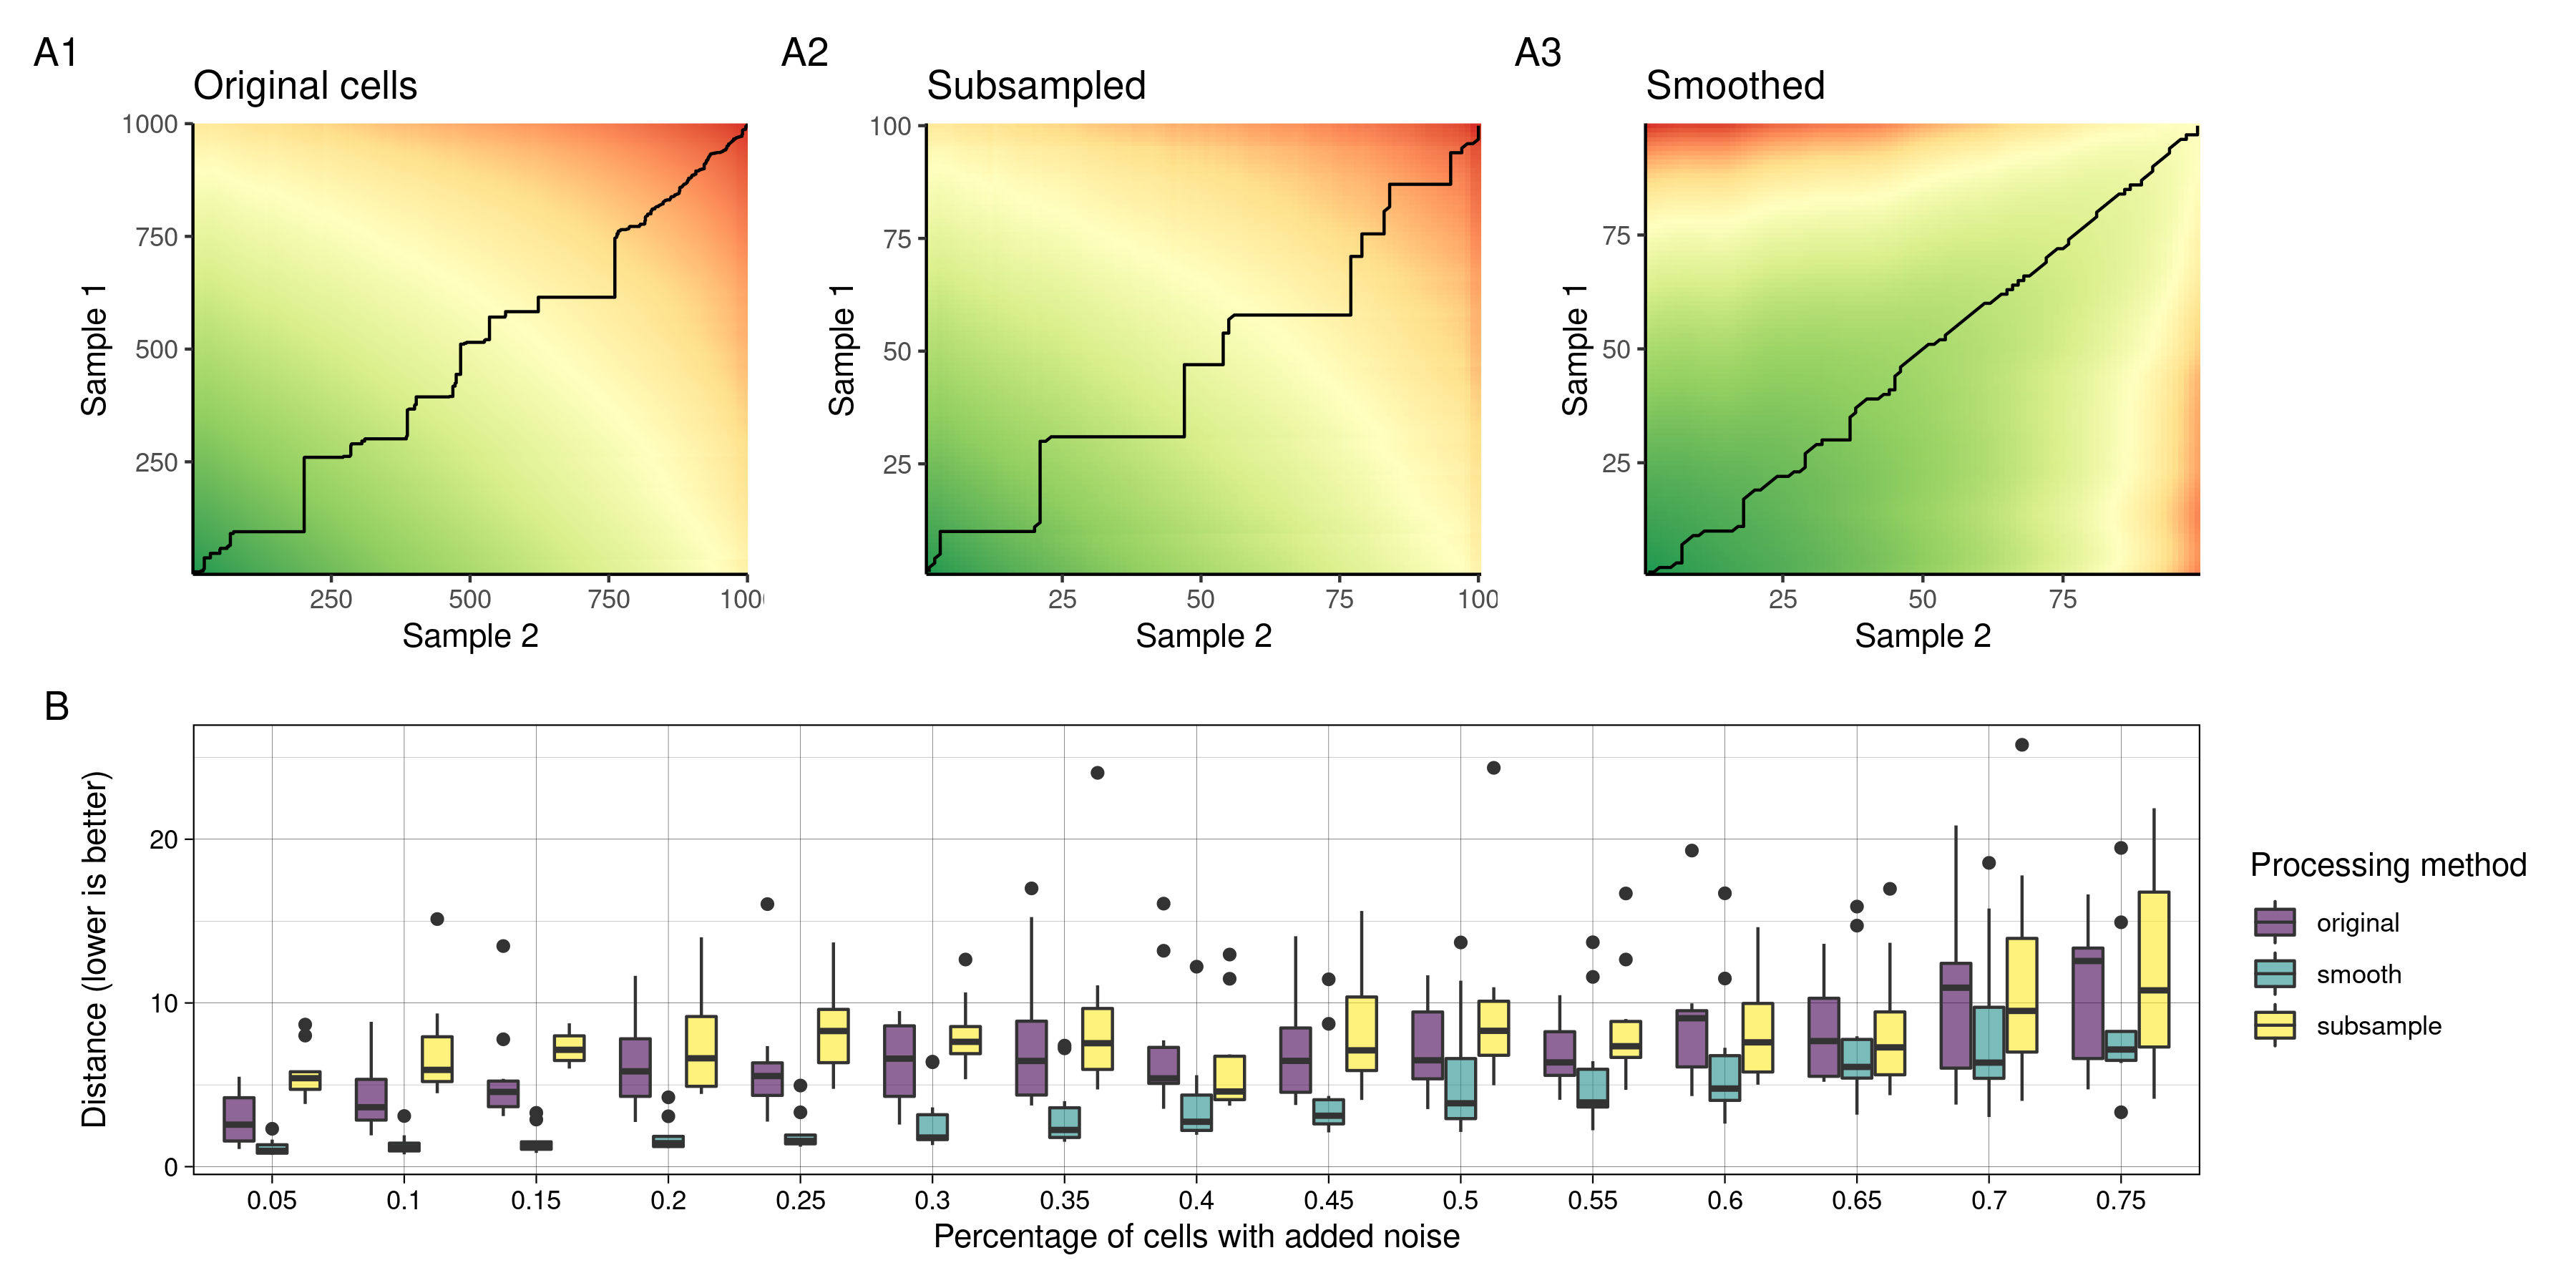 A1
Original cells
1000
750
500
250
Sample 1
250
500
750
100
Sample 2
A2
Subsampled
100
75
50
25
Sample 1
25
50
75
100
Sample 2
A3
Smoothed
75
50
25
Sample 1
25
50
75
Sample 2
B
Distance (lower is better)
20
10
0
0.05
0.1
0.15
0.2
0.25
0.3
0.35
0.4
0.45
0.5
0.55
0.6
0.65
0.7
0.75
Percentage of cells with added noise
Processing method
original
smooth
subsample